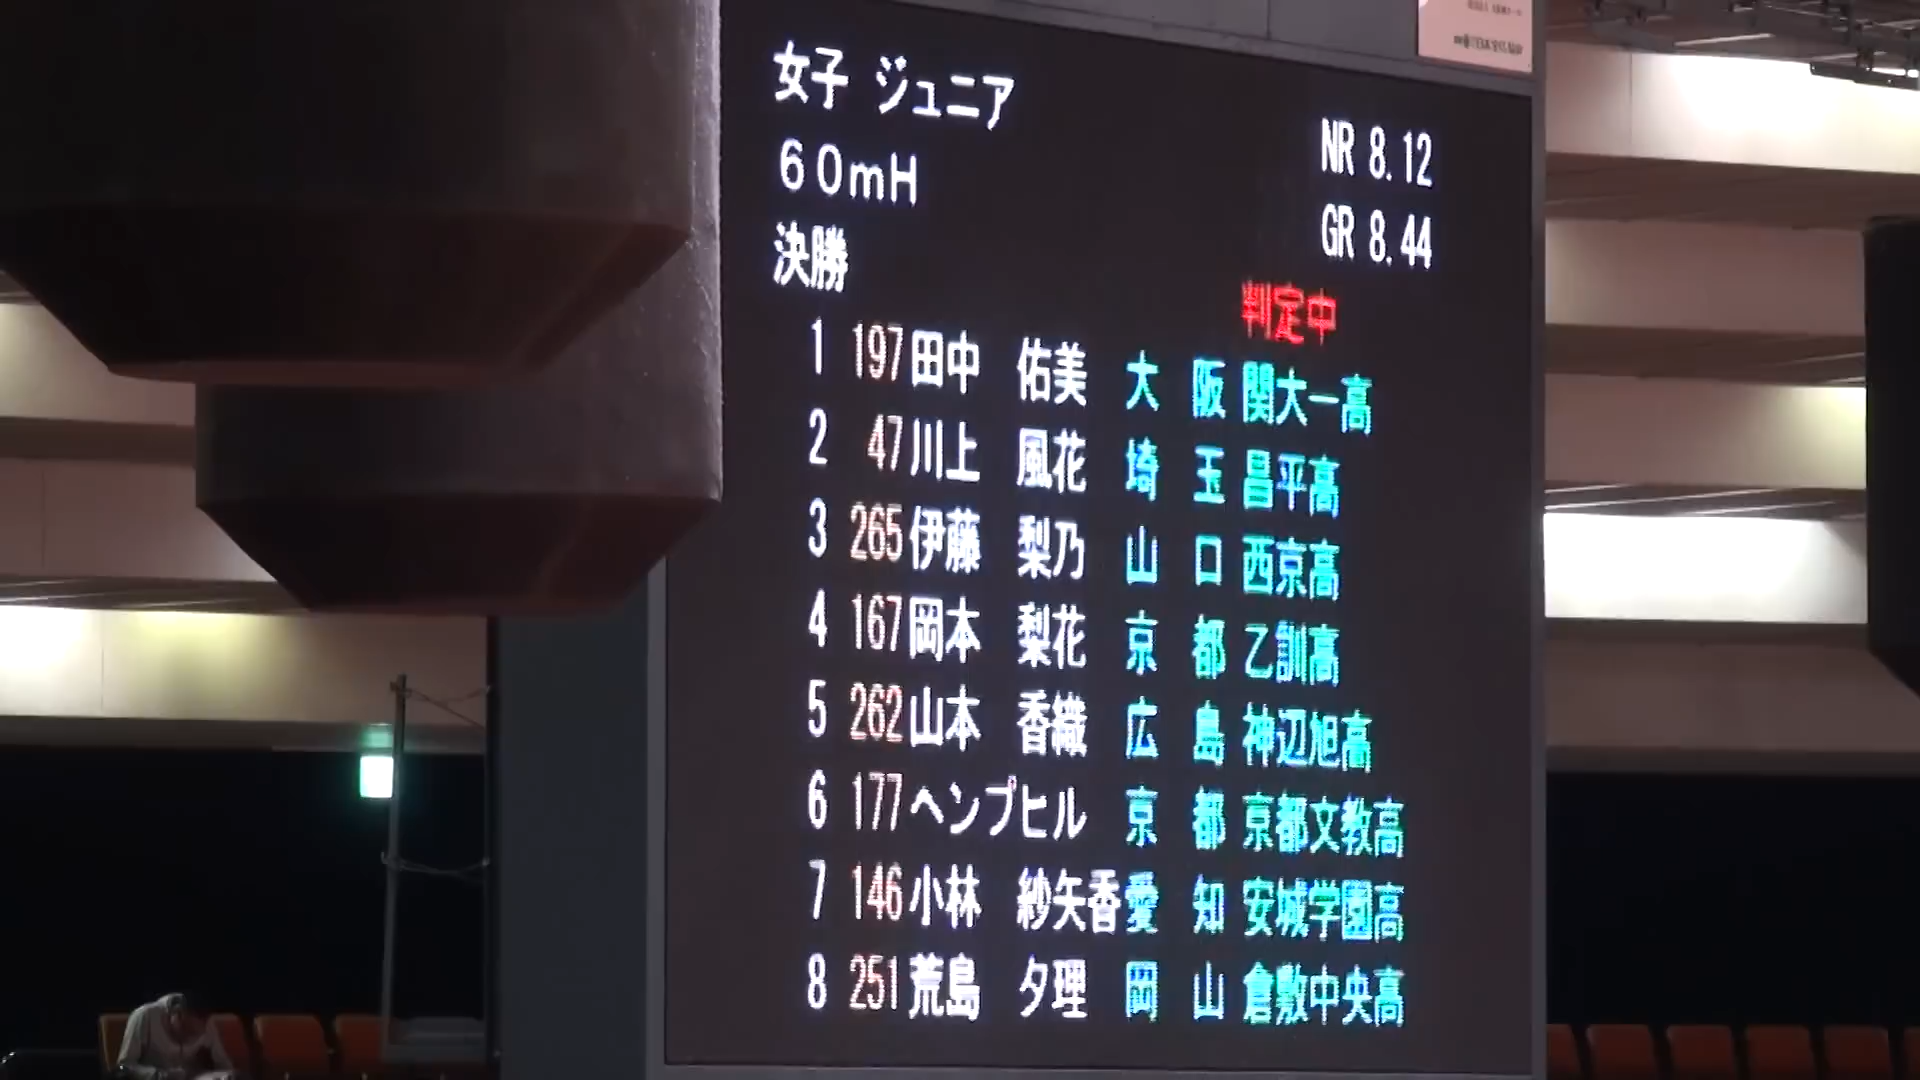 女子 ジュニア
60mH
決勝
NR 8.12
GR 8.44
判定中
1 197 田中 佑美 大 阪 関大一高
2 47 川上 風花 埼 玉 昌平高
3 265 伊藤 梨乃 山 口 西京高
4 167 岡本 梨花 京 都 乙訓高
5 262 山本 香織 広 島 神辺旭高
6 177 ヘンプヒル 京 都 京都文教高
7 146 小林 紗矢香 愛 知 安城学園高
8 251 荒島 夕理 岡 山 倉敷中央高